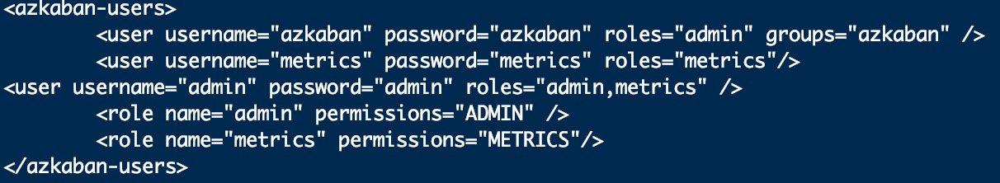 <azkaban-users>
        <user username="azkaban" password="azkaban" roles="admin" groups="azkaban" />
        <user username="metrics" password="metrics" roles="metrics"/>
<user username="admin" password="admin" roles="admin,metrics" />
        <role name="admin" permissions="ADMIN" />
        <role name="metrics" permissions="METRICS"/>
</azkaban-users>